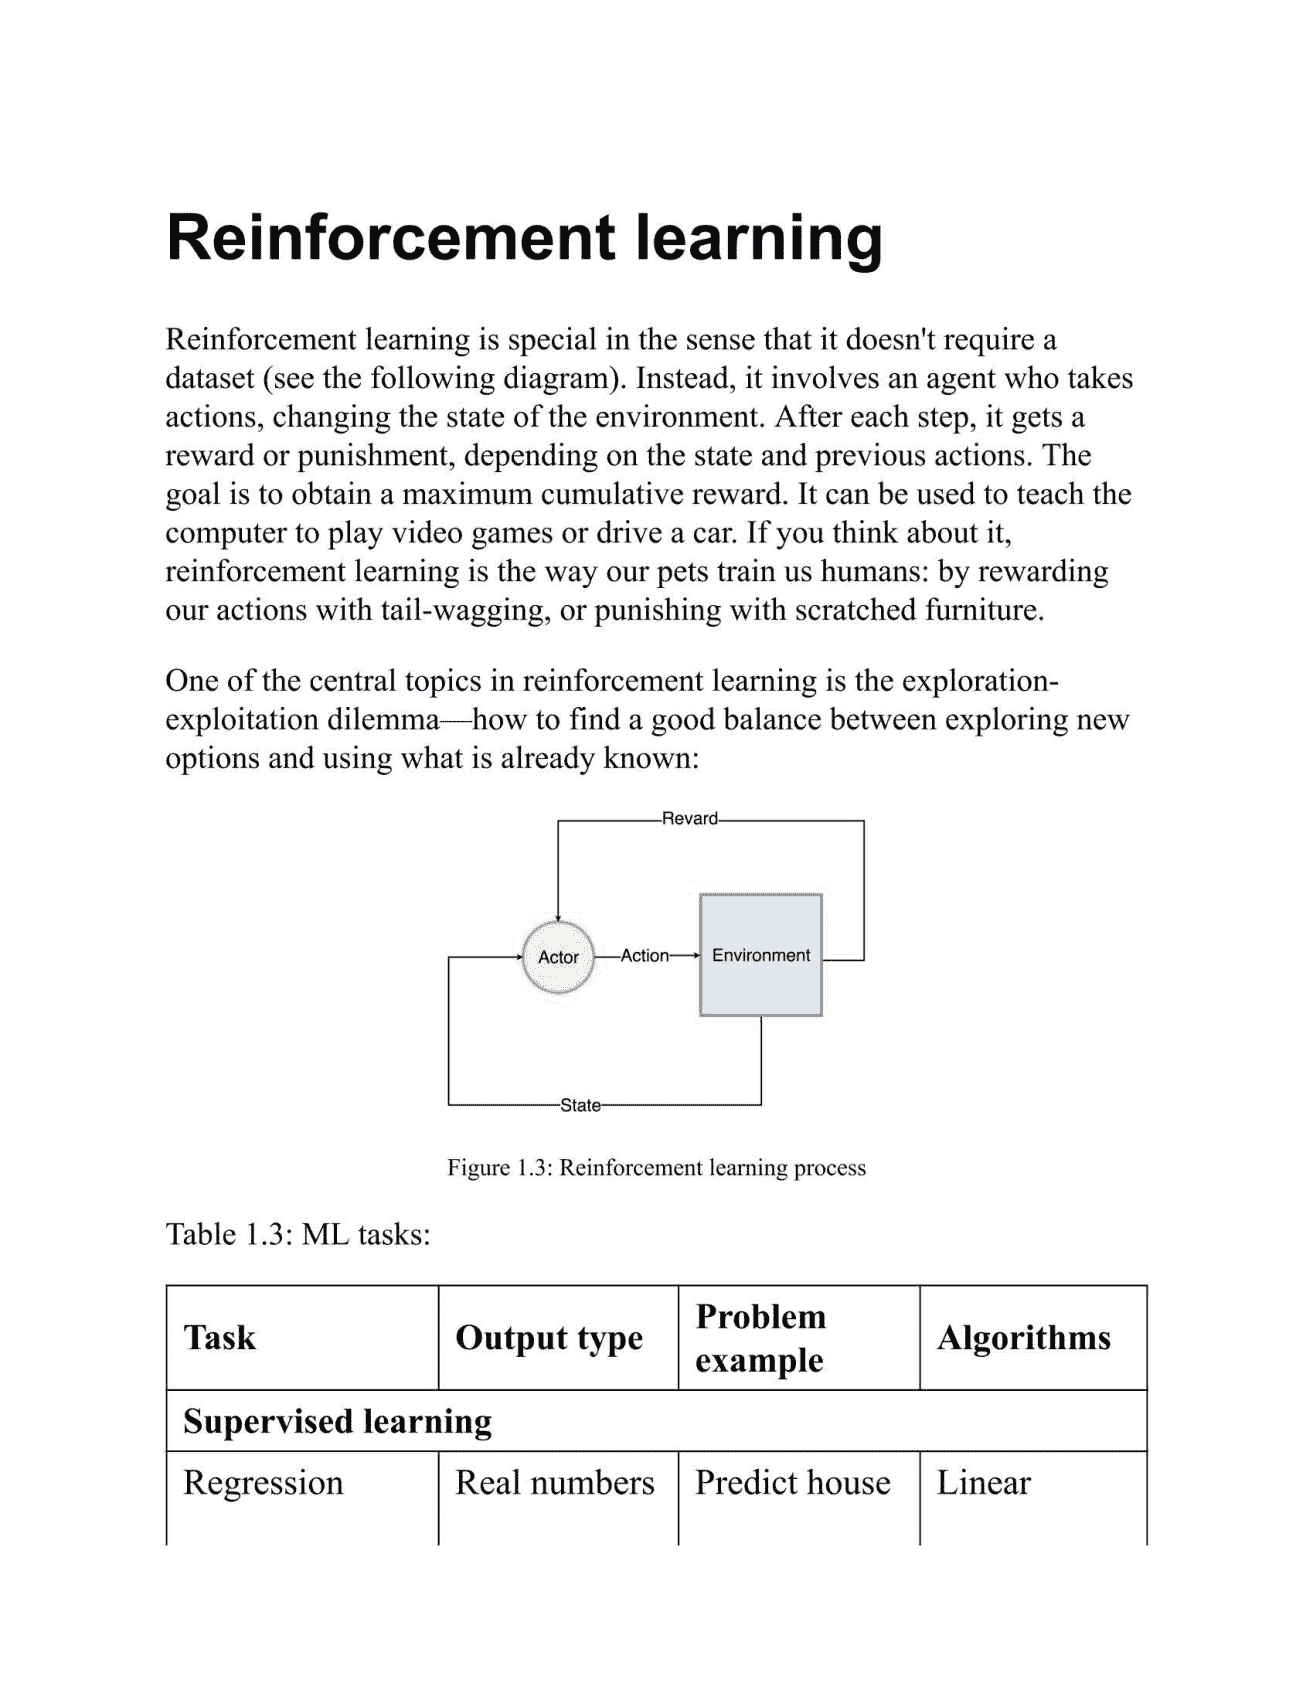 Reinforcement learning
Reinforcement learning is special in the sense that it doesn't require a
dataset (see the following diagram). Instead, it involves an agent who takes
actions, changing the state of the environment. After each step, it gets a
reward or punishment, depending on the state and previous actions. The
goal is to obtain a maximum cumulative reward. It can be used to teach the
computer to play video games or drive a car. If you think about it,
reinforcement learning is the way our pets train us humans: by rewarding
our actions with tail-wagging, or punishing with scratched furniture.
One of the central topics in reinforcement learning is the exploration-
exploitation dilemma—how to find a good balance between exploring new
options and using what is already known:
Revard
Actor
Action
Environment
State
Figure 1.3: Reinforcement learning process
Table 1.3: ML tasks:
Task
Output type
Problem
example
Algorithms
Supervised learning
Regression
Real numbers
Predict house
Linear